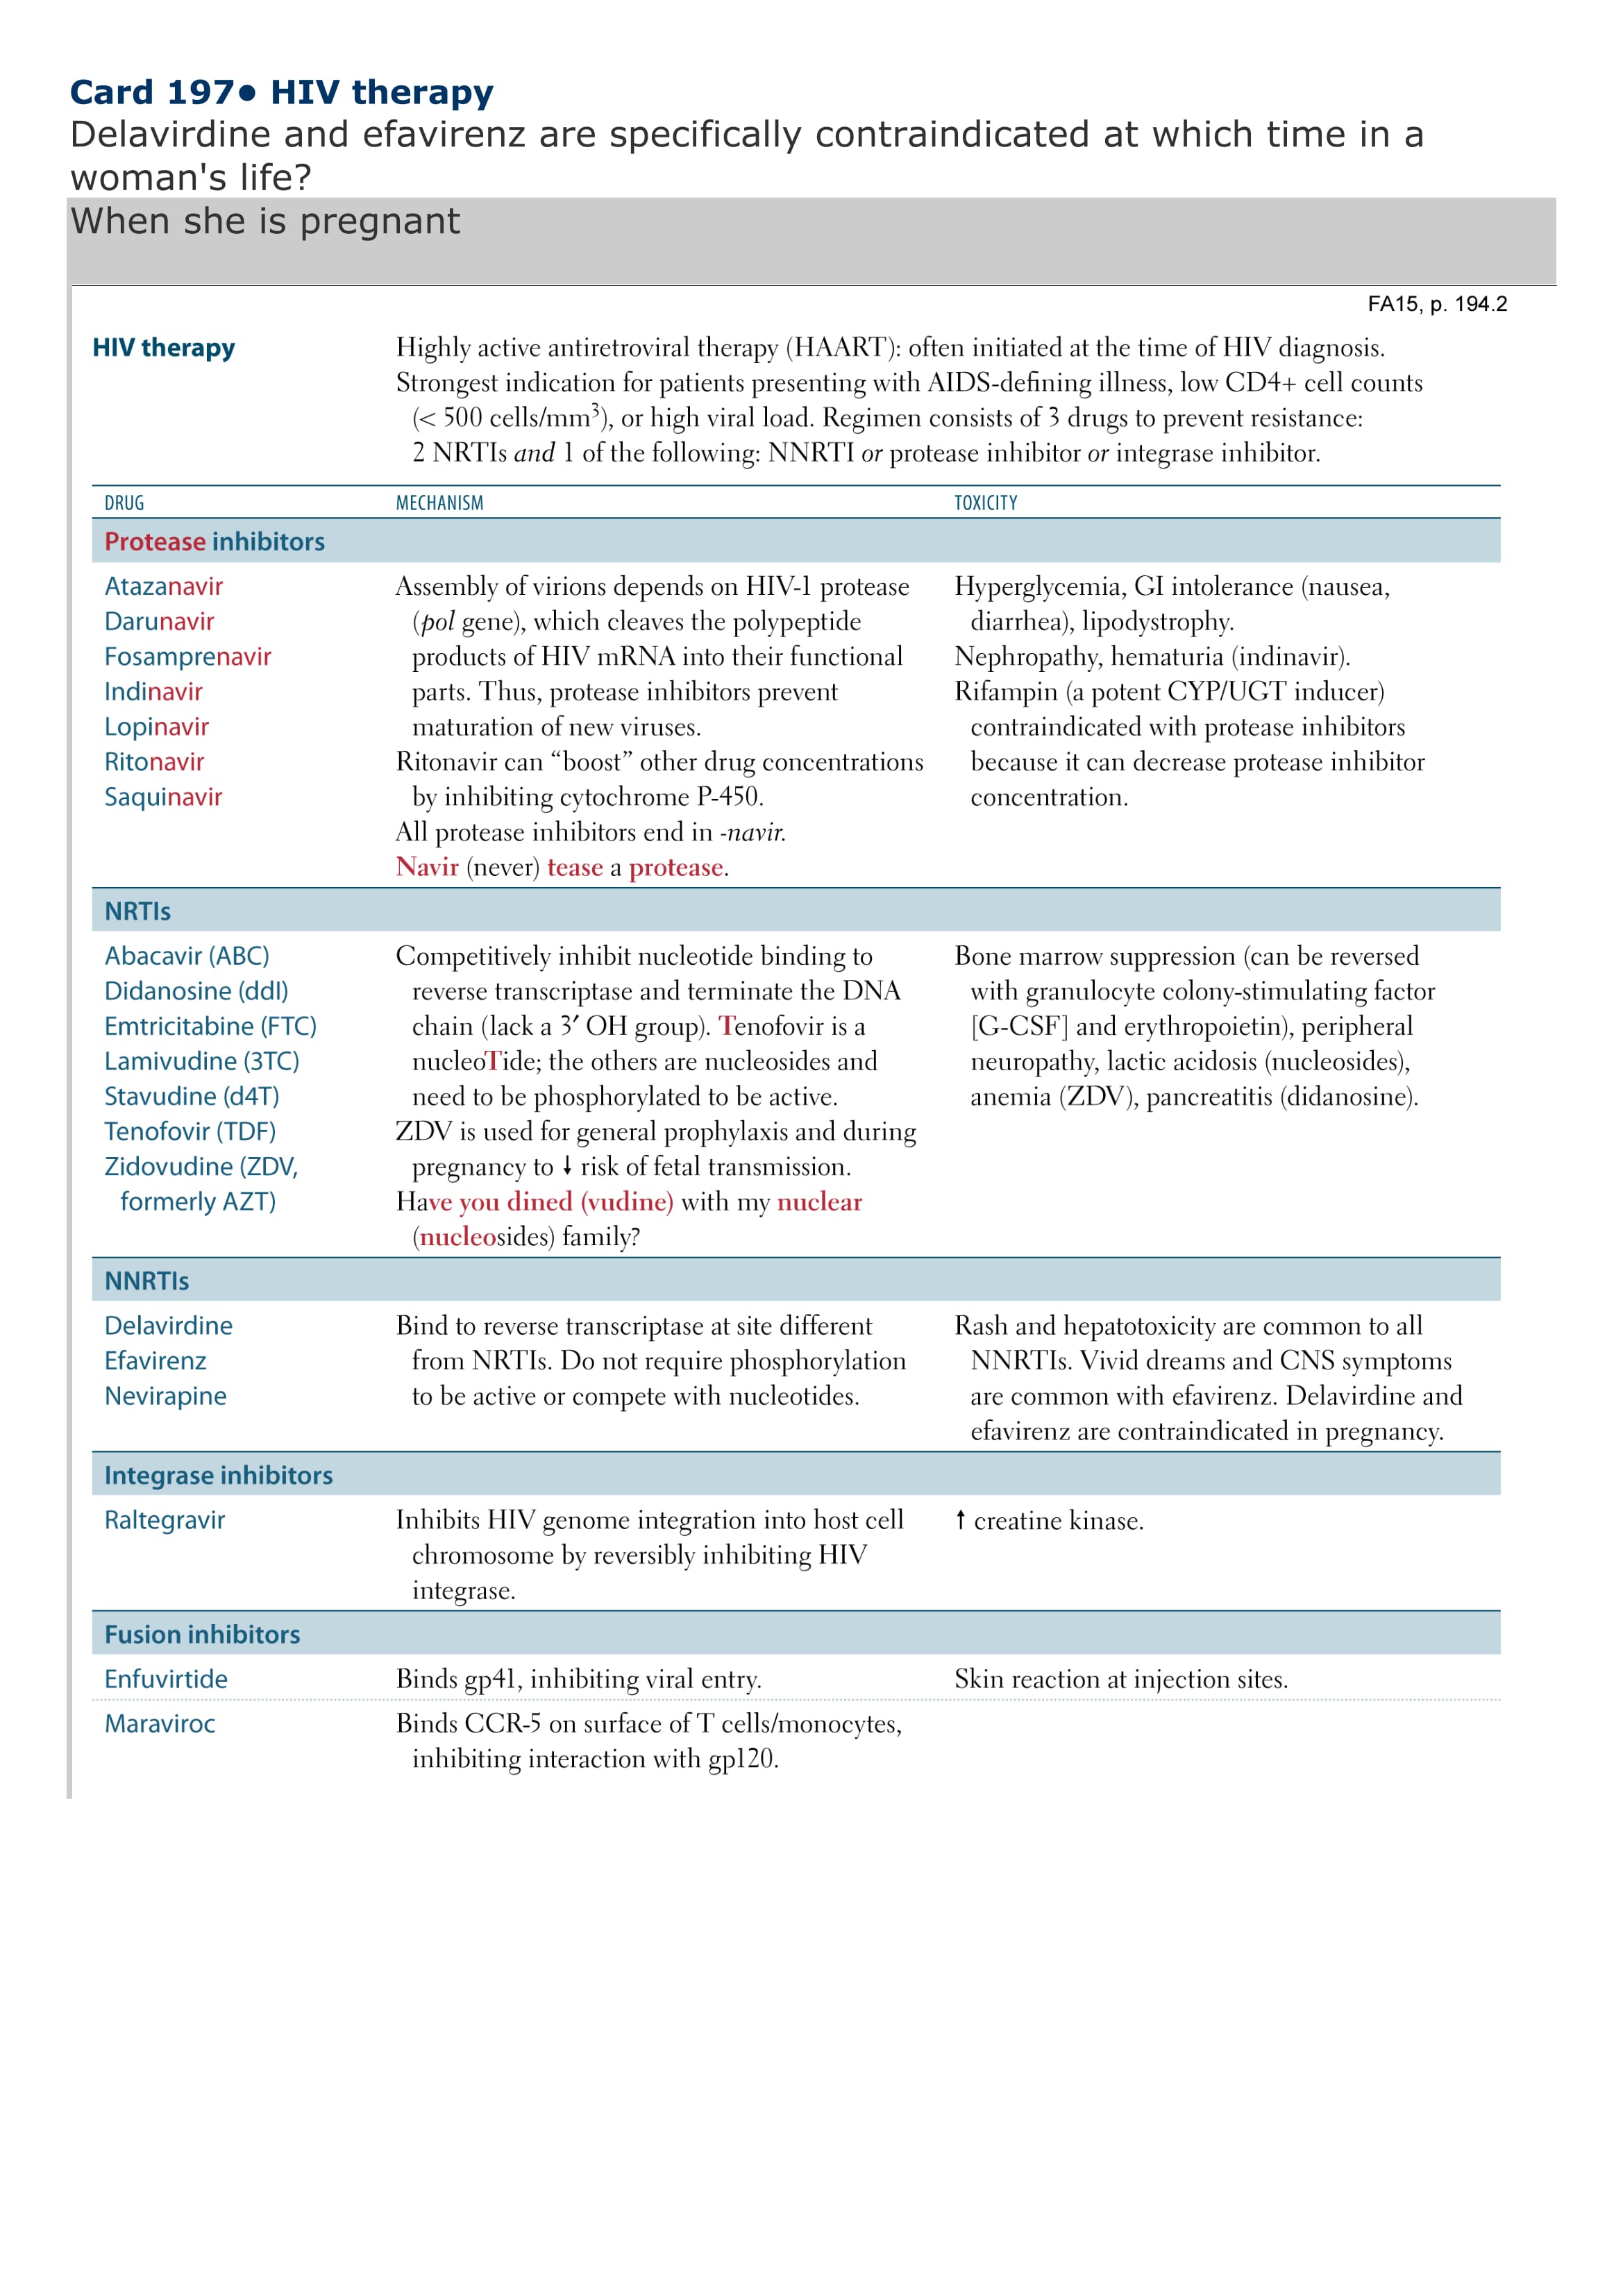 Card 197● HIV therapy
Delavirdine and efavirenz are specifically contraindicated at which time in a
woman's life?
When she is pregnant
FA15, p. 194.2
HIV therapy
Highly active antiretroviral therapy (HAART): often initiated at the time of HIV diagnosis.
Strongest indication for patients presenting with AIDS-defining illness, low CD4+ cell counts
(< 500 cells/mm³), or high viral load. Regimen consists of 3 drugs to prevent resistance:
2 NRTIs and 1 of the following: NNRTI or protease inhibitor or integrase inhibitor.
DRUG
MECHANISM
TOXICITY
Protease inhibitors
Atazanavir
Darunavir
Fosamprenavir
Indinavir
Lopinavir
Ritonavir
Saquinavir
Assembly of virions depends on HIV-1 protease
(pol gene), which cleaves the polypeptide
products of HIV mRNA into their functional
parts. Thus, protease inhibitors prevent
maturation of new viruses.
Ritonavir can “boost” other drug concentrations
by inhibiting cytochrome P-450.
All protease inhibitors end in -navir.
Navir (never) tease a protease.
Hyperglycemia, GI intolerance (nausea,
diarrhea), lipodystrophy.
Nephropathy, hematuria (indinavir).
Rifampin (a potent CYP/UGT inducer)
contraindicated with protease inhibitors
because it can decrease protease inhibitor
concentration.
NRTIs
Abacavir (ABC)
Didanosine (ddI)
Emtricitabine (FTC)
Lamivudine (3TC)
Stavudine (d4T)
Tenofovir (TDF)
Zidovudine (ZDV,
formerly AZT)
Competitively inhibit nucleotide binding to
reverse transcriptase and terminate the DNA
chain (lack a 3′ OH group). Tenofovir is a
nucleoTide; the others are nucleosides and
need to be phosphorylated to be active.
ZDV is used for general prophylaxis and during
pregnancy to ↓ risk of fetal transmission.
Have you dined (vudine) with my nuclear
(nucleosides) family?
Bone marrow suppression (can be reversed
with granulocyte colony-stimulating factor
[G-CSF] and erythropoietin), peripheral
neuropathy, lactic acidosis (nucleosides),
anemia (ZDV), pancreatitis (didanosine).
NNRTIs
Delavirdine
Efavirenz
Nevirapine
Bind to reverse transcriptase at site different
from NRTIs. Do not require phosphorylation
to be active or compete with nucleotides.
Rash and hepatotoxicity are common to all
NNRTIs. Vivid dreams and CNS symptoms
are common with efavirenz. Delavirdine and
efavirenz are contraindicated in pregnancy.
Integrase inhibitors
Raltegravir
Inhibits HIV genome integration into host cell
chromosome by reversibly inhibiting HIV
integrase.
↑ creatine kinase.
Fusion inhibitors
Enfuvirtide
Binds gp41, inhibiting viral entry.
Skin reaction at injection sites.
Maraviroc
Binds CCR-5 on surface of T cells/monocytes,
inhibiting interaction with gp120.